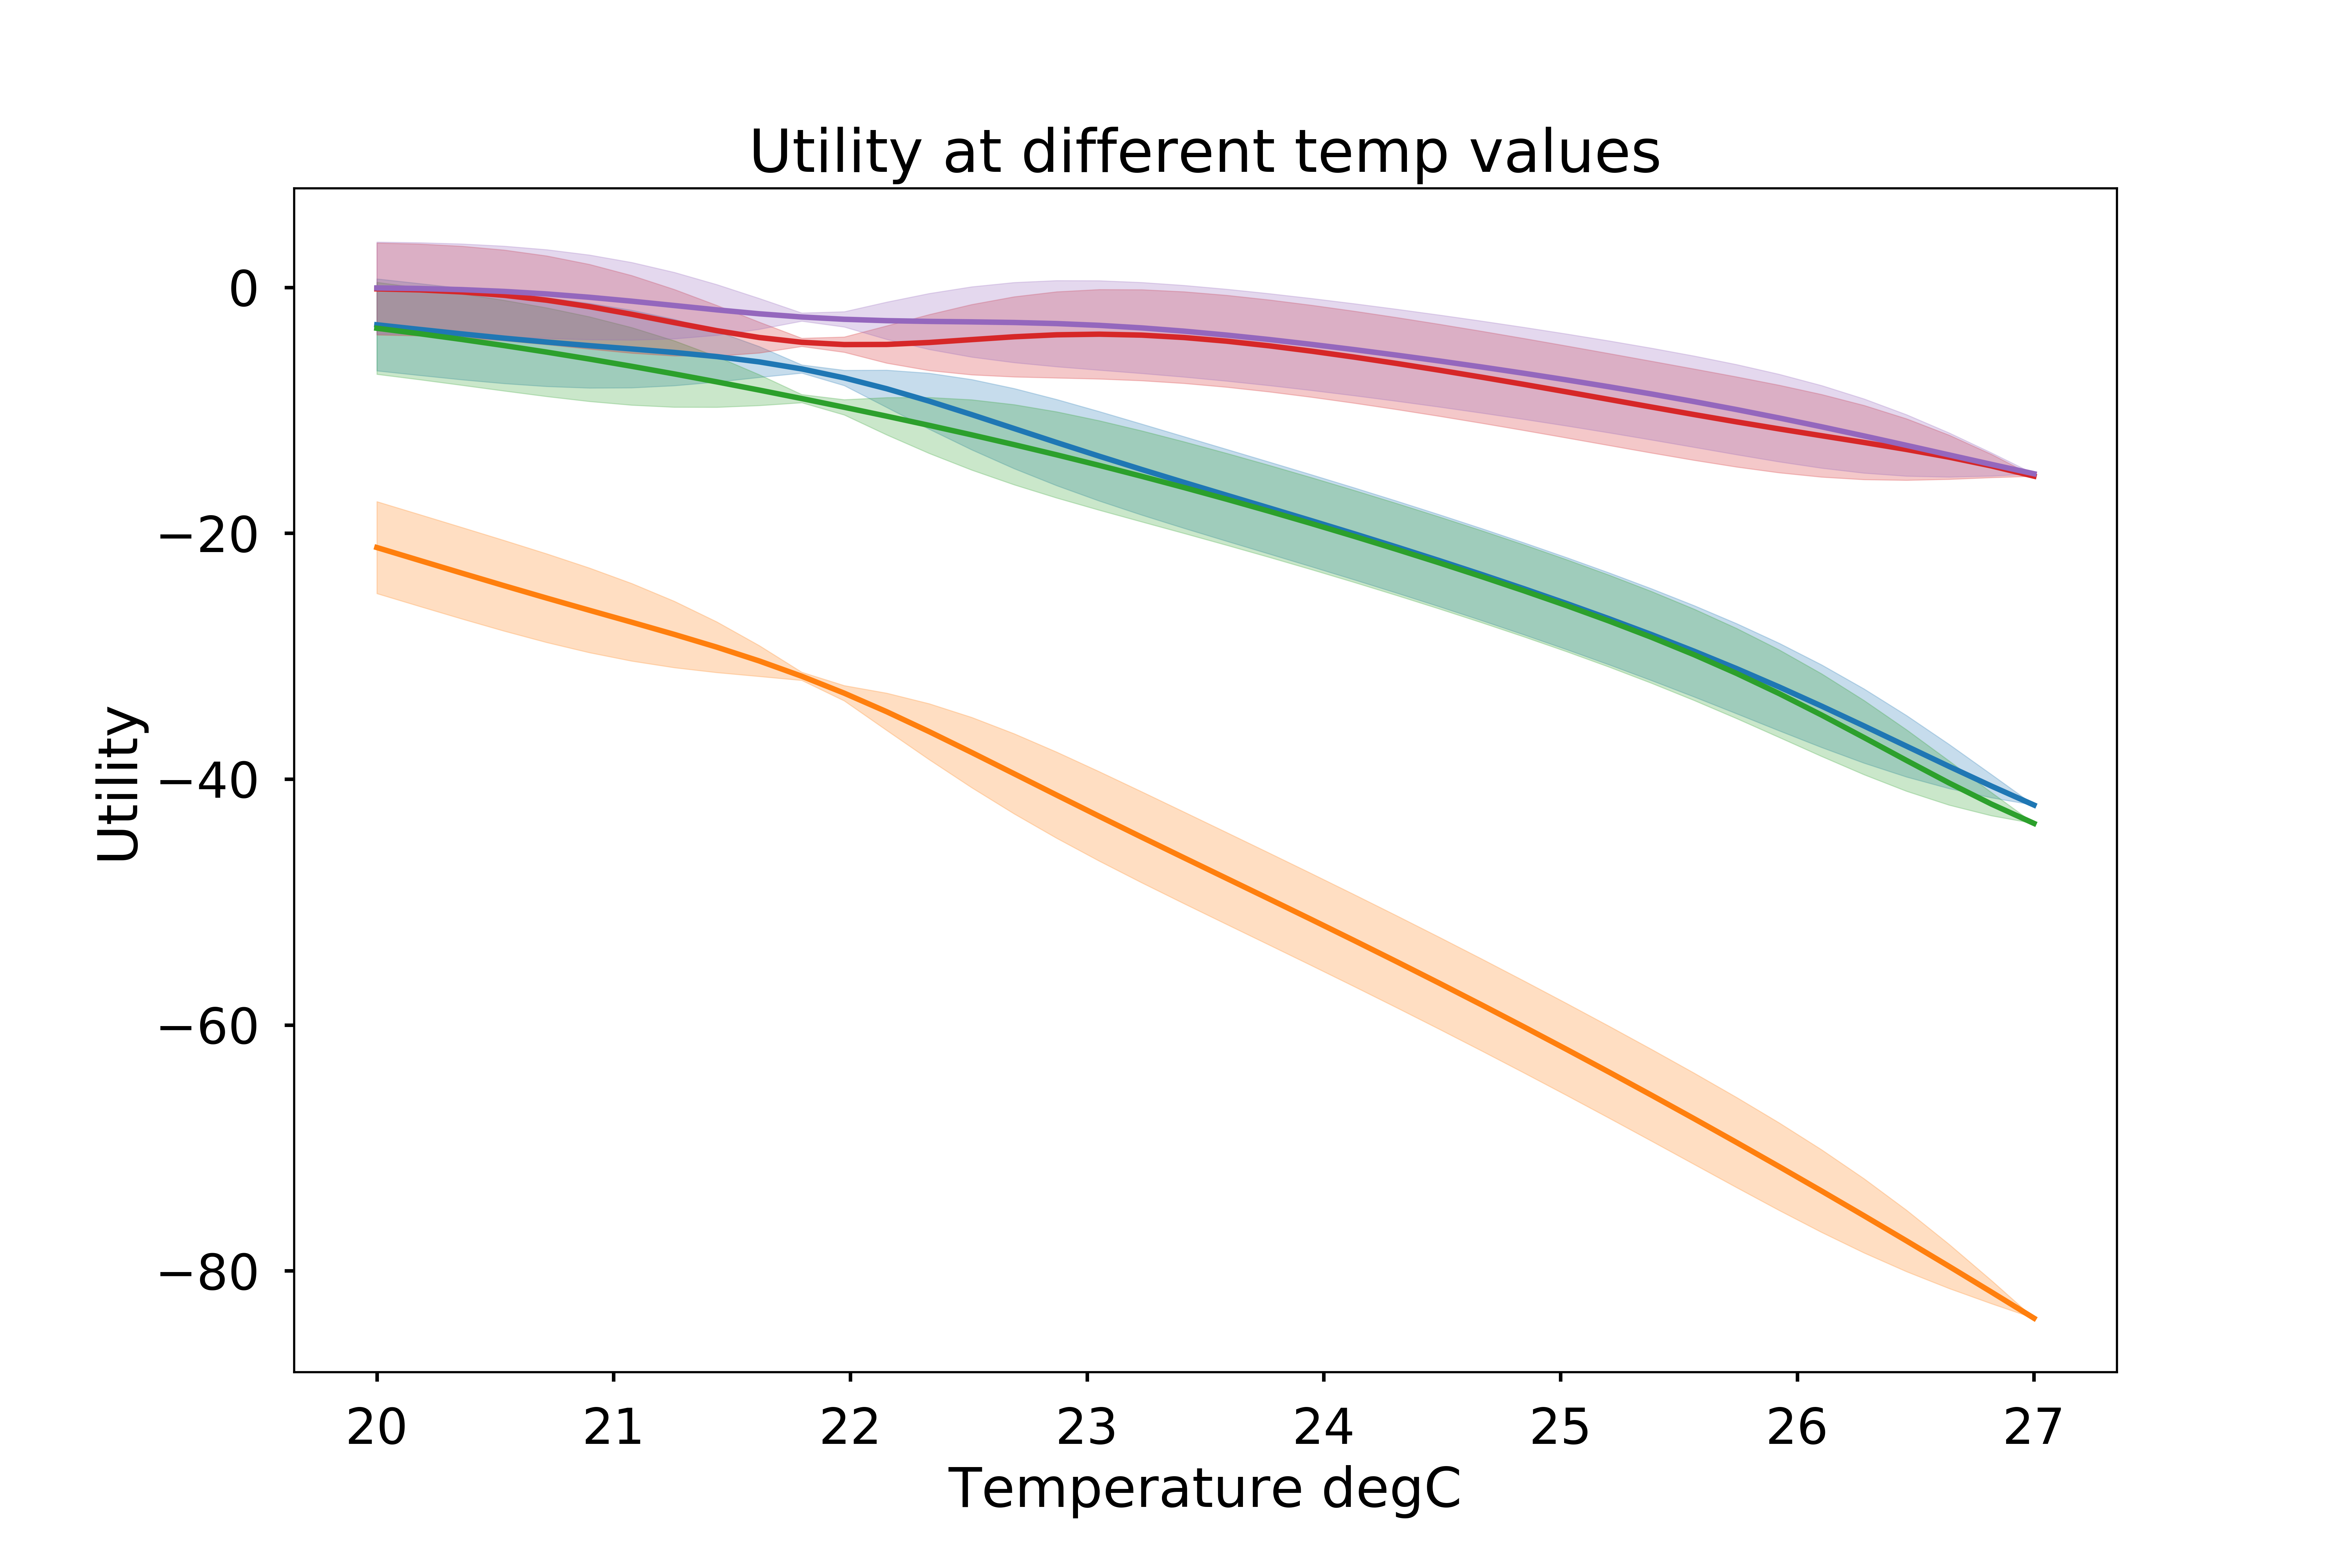 Utility at different temp values
0
−20
−40
−60
−80
Utility
20 21 22 23 24 25 26 27
Temperature degC